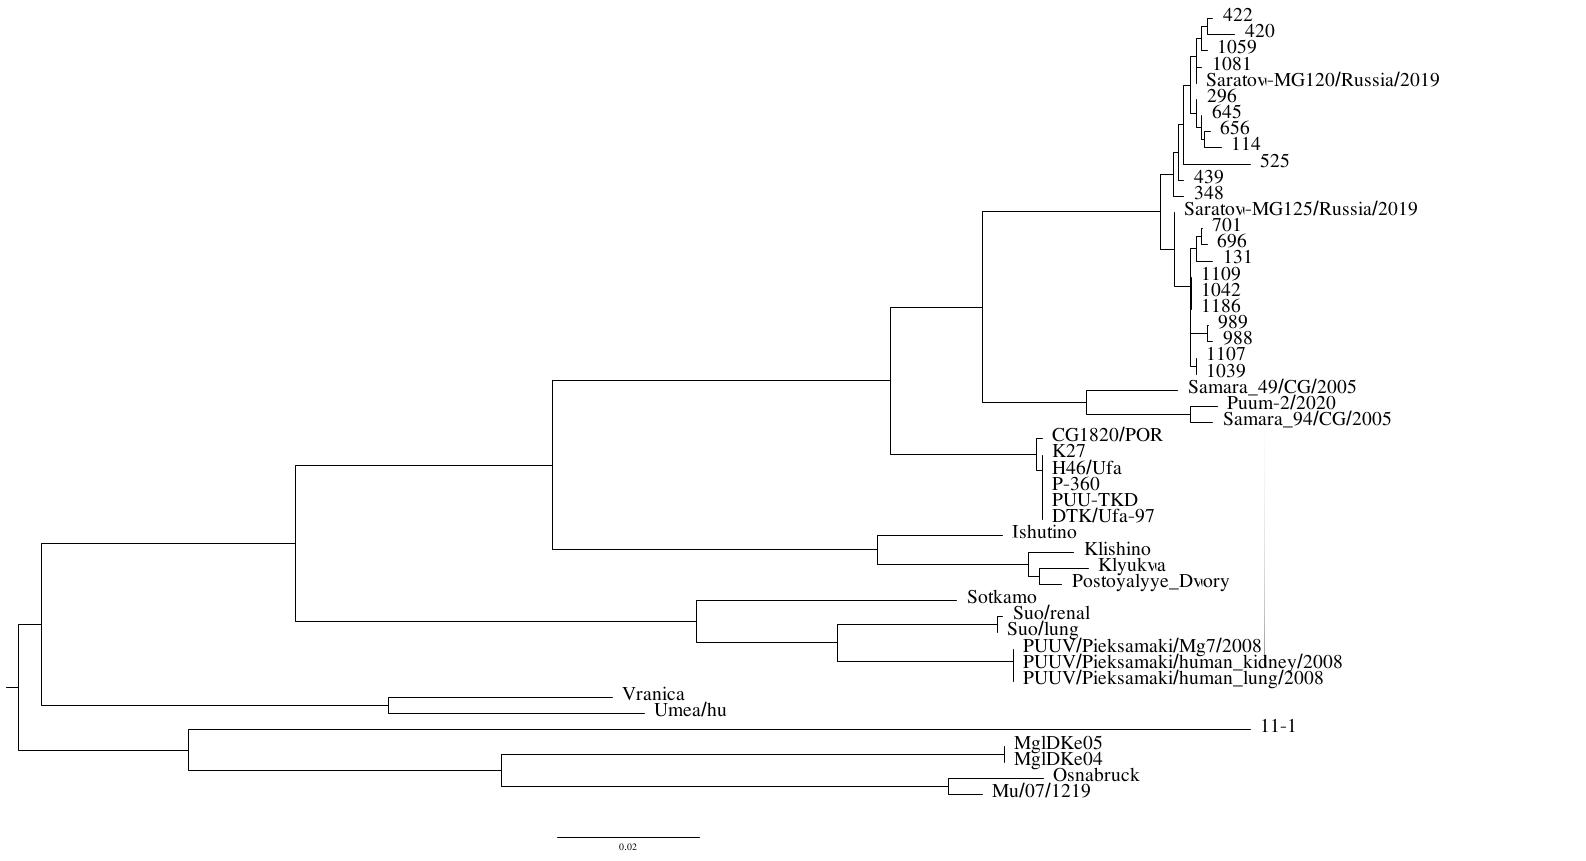 422
420
1059
1081
Saratov-MG120/Russia/2019
296
645
656
114
525
439
348
Saratov-MG125/Russia/2019
701
696
131
1109
1042
1186
989
988
1107
1039
Samara_49/CG/2005
Puum-2/2020
Samara_94/CG/2005
CG1820/POR
K27
H46/Ufa
P-360
PUU-TKD
DTK/Ufa-97
Ishutino
Klishino
Klyukva
Postoyalyye_Dvory
Sotkamo
Suo/renal
Suo/lung
PUUV/Pieksamaki/Mg7/2008
PUUV/Pieksamaki/human_kidney/2008
PUUV/Pieksamaki/human_lung/2008
Vranica
Umea/hu
11-1
MglDKe05
MglDKe04
Osnabruck
Mu/07/1219
0.02